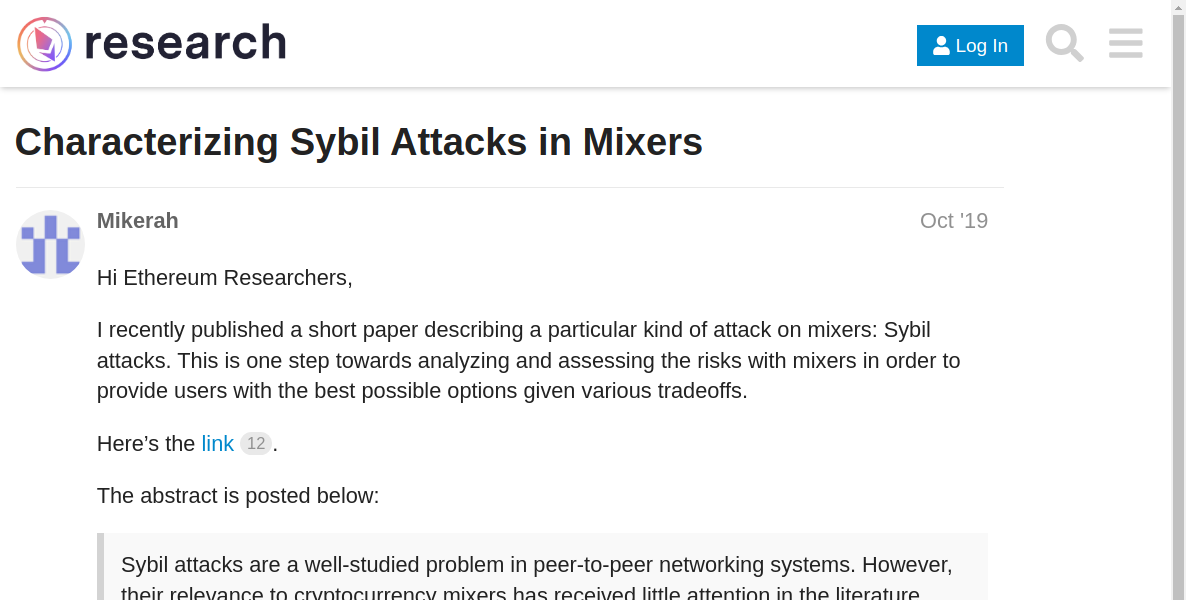 research
Log In
Characterizing Sybil Attacks in Mixers
Mikerah
Oct '19
Hi Ethereum Researchers,
I recently published a short paper describing a particular kind of attack on mixers: Sybil
attacks. This is one step towards analyzing and assessing the risks with mixers in order to
provide users with the best possible options given various tradeoffs.
Here’s the link 12.
The abstract is posted below:
Sybil attacks are a well-studied problem in peer-to-peer networking systems. However,
their relevance to cryptocurrency mixers has received little attention in the literature